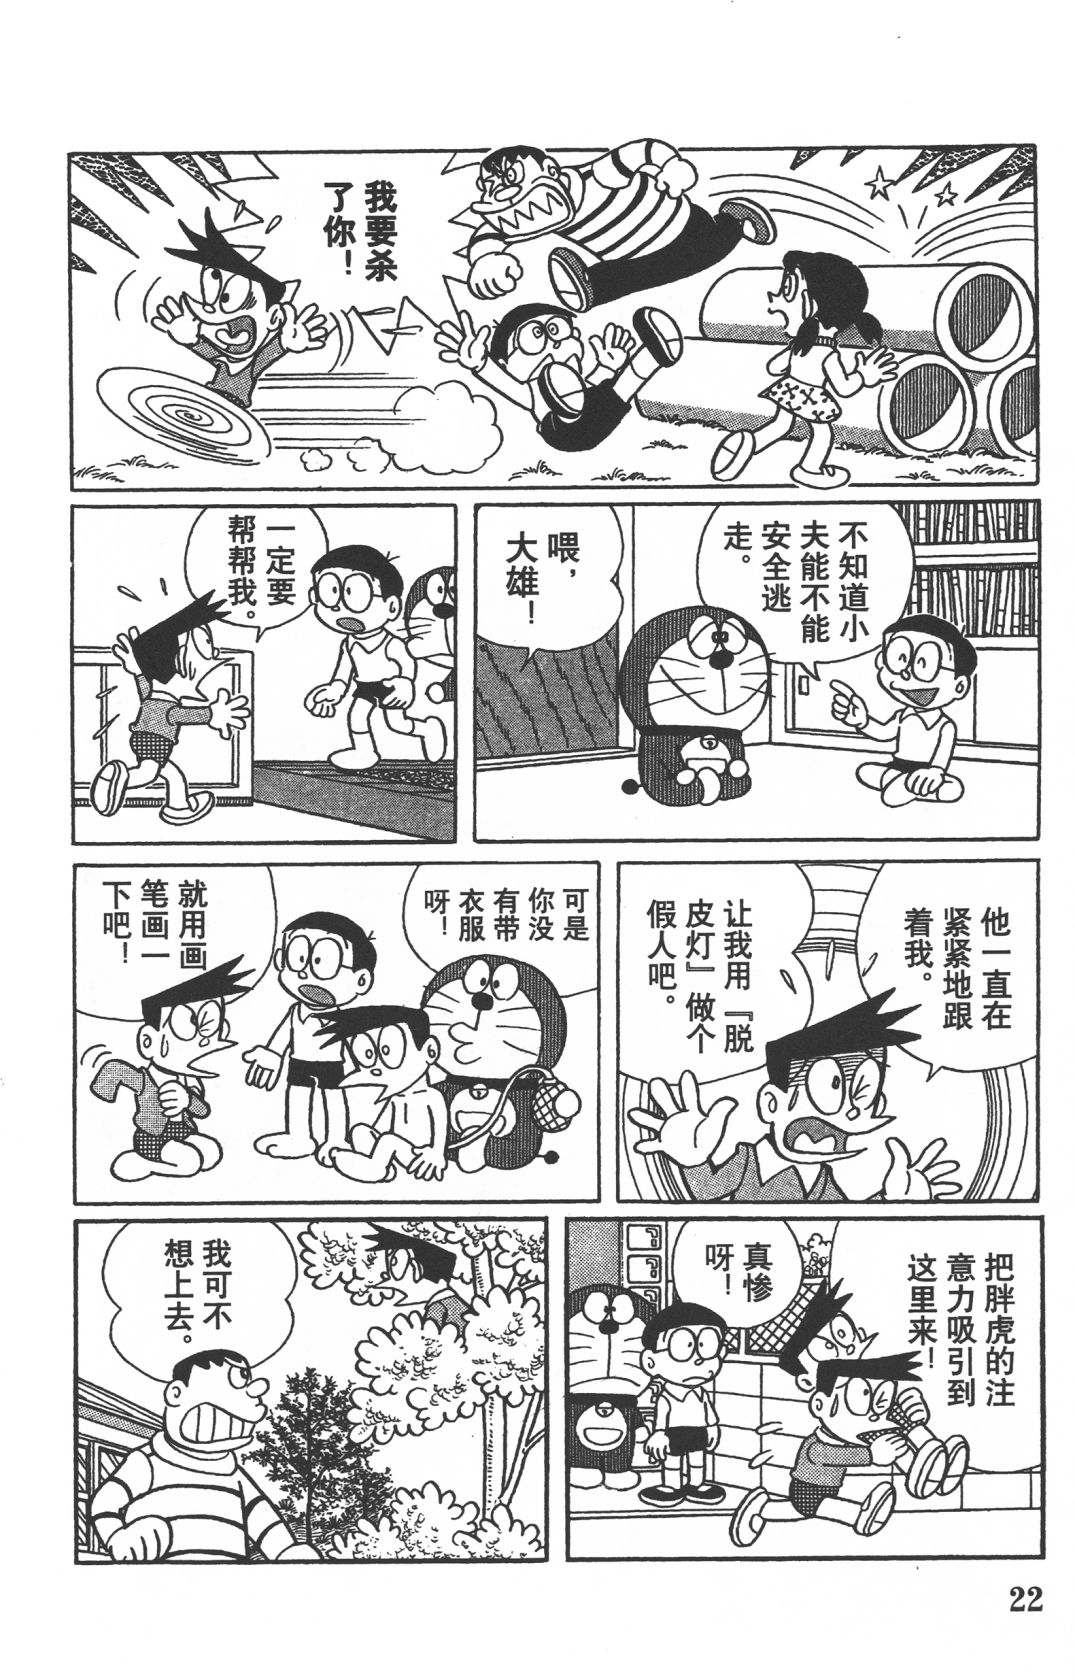 我要杀
了你！
不知道小
夫能不能
安全逃
走。
喂，
大雄！
一定要
帮帮我。
他一直在
紧紧地跟
着我。
让我用『脱
皮灯』做个
假人吧。
可是
你没
有带
衣服
呀！
就用画
笔画一
下吧！
把胖虎的注
意力吸引到
这里来！
真惨
呀！
我可不
想上去。
22